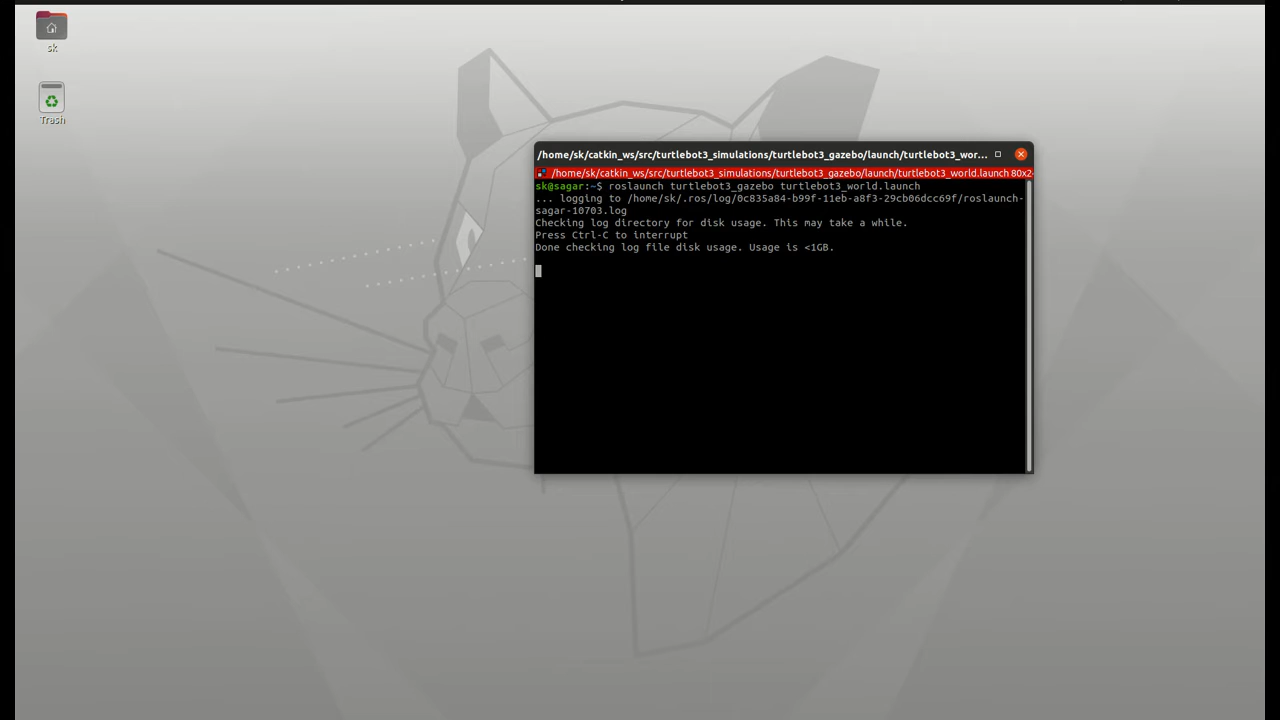 sk
Trash
/home/sk/catkin_ws/src/turtlebot3_simulations/turtlebot3_gazebo/launch/turtlebot3_wor...
/home/sk/catkin_ws/src/turtlebot3_simulations/turtlebot3_gazebo/launch/turtlebot3_world.launch 80x24
sk@sagar:~$ roslaunch turtlebot3_gazebo turtlebot3_world.launch
... logging to /home/sk/.ros/log/0c835a84-b99f-11eb-a8f3-29cb06dcc69f/roslaunch-
sagar-10703.log
Checking log directory for disk usage. This may take a while.
Press Ctrl-C to interrupt
Done checking log file disk usage. Usage is <1GB.